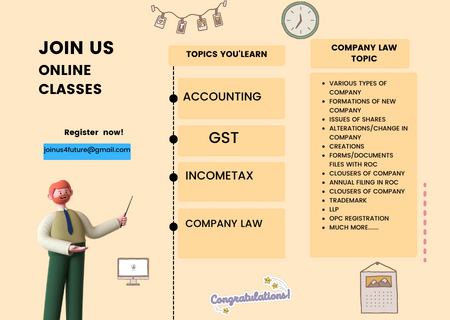 JOIN US
ONLINE
CLASSES
Register now!
joinus4future@gmail.com
TOPICS YOU'LEARN
ACCOUNTING
GST
INCOMETAX
COMPANY LAW
COMPANY LAW
TOPIC
VARIOUS TYPES OF
COMPANY
FORMATIONS OF NEW
COMPANY
ISSUES OF SHARES
ALTERATIONS/CHANGE IN
COMPANY
CREATIONS
FORMS/DOCUMENTS
FILES WITH ROC
CLOUSERS OF COMPANY
ANNUAL FILING IN ROC
CLOUSERS OF COMPANY
TRADEMARK
LLP
OPC REGISTRATION
MUCH MORE.......
Congratulations!